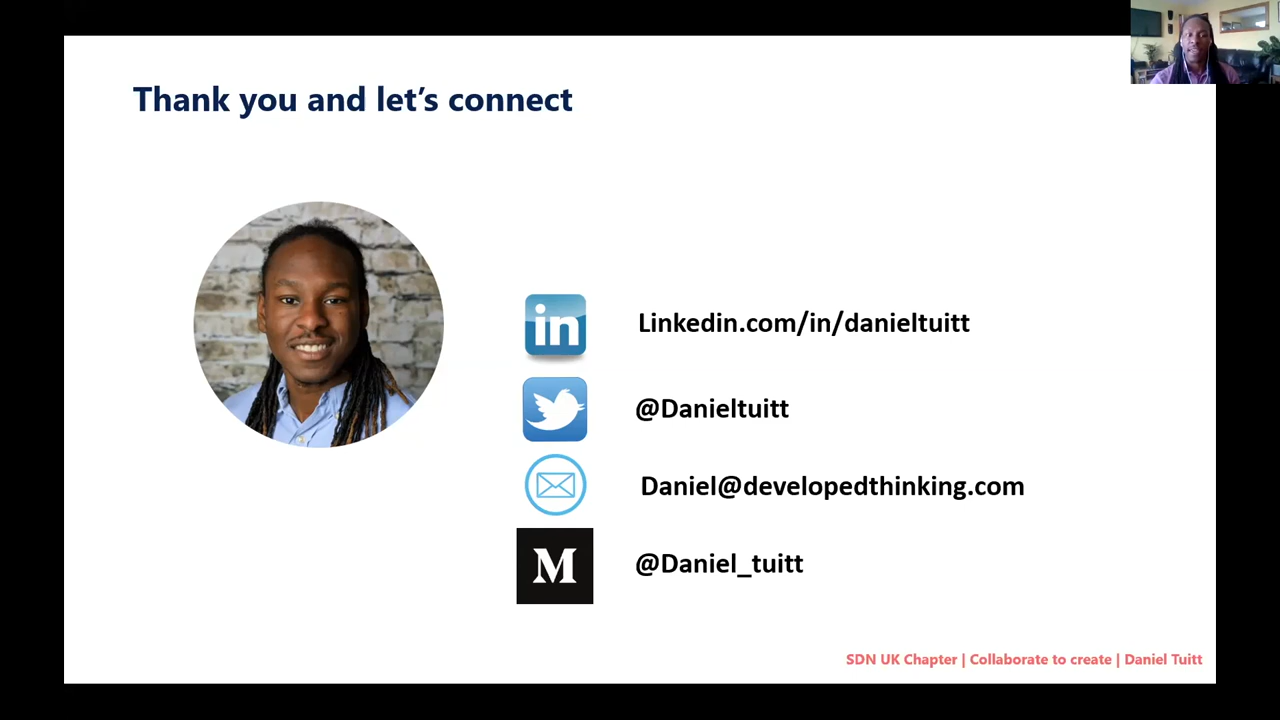 Thank you and let’s connect
in
Linkedin.com/in/danieltuitt
@Danieltuitt
Daniel@developedthinking.com
M
@Daniel_tuitt
SDN UK Chapter | Collaborate to create | Daniel Tuitt